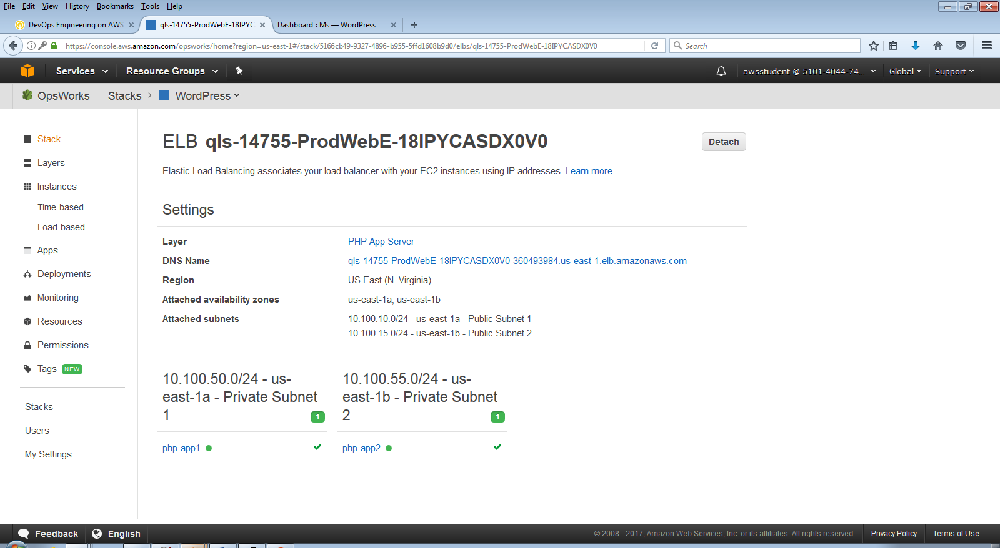 File Edit View History Bookmarks Tools Help
DevOps Engineering on AWS
qls-14755-ProdWebE-18IPYC
Dashboard ‹ Ms — WordPress
https://console.aws.amazon.com/opsworks/home?region=us-east-1#/stack/5166cb49-9327-4896-b955-5ffd1608b9d0/elbs/qls-14755-ProdWebE-18IPYCASDX0V0
Search
Services Resource Groups
awsstudent @ 5101-4044-74... Global Support
OpsWorks Stacks > WordPress
Stack
Layers
Instances
Time-based
Load-based
Apps
Deployments
Monitoring
Resources
Permissions
Tags NEW
Stacks
Users
My Settings
ELB qls-14755-ProdWebE-18IPYCASDX0V0
Detach
Elastic Load Balancing associates your load balancer with your EC2 instances using IP addresses. Learn more.
Settings
Layer PHP App Server
DNS Name qls-14755-ProdWebE-18IPYCASDX0V0-360493984.us-east-1.elb.amazonaws.com
Region US East (N. Virginia)
Attached availability zones us-east-1a, us-east-1b
Attached subnets 10.100.10.0/24 - us-east-1a - Public Subnet 1
10.100.15.0/24 - us-east-1b - Public Subnet 2
10.100.50.0/24 - us-
east-1a - Private Subnet
1 1
php-app1
10.100.55.0/24 - us-
east-1b - Private Subnet
2 1
php-app2
Feedback English
© 2008 - 2017, Amazon Web Services, Inc. or its affiliates. All rights reserved. Privacy Policy Terms of Use